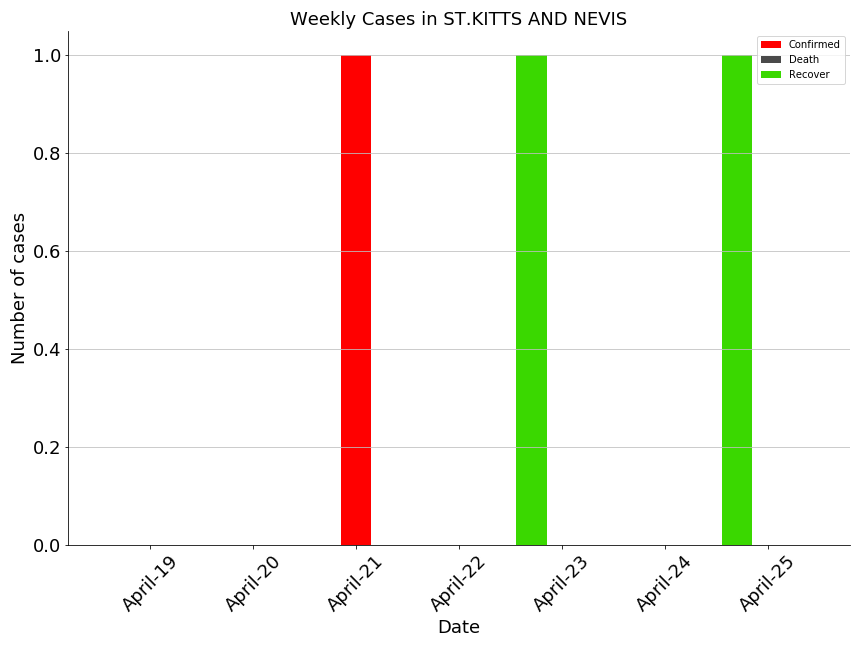 Weekly Cases in ST.KITTS AND NEVIS
Confirmed
Death
Recover
Number of cases
1.0
0.8
0.6
0.4
0.2
0.0
April-19
April-20
April-21
April-22
April-23
April-24
April-25
Date